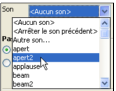 Son <Aucun son>
<Aucun son>
<Arrêter le son précédent>
Autre son...
apert
apert2
applause
beam
beam2